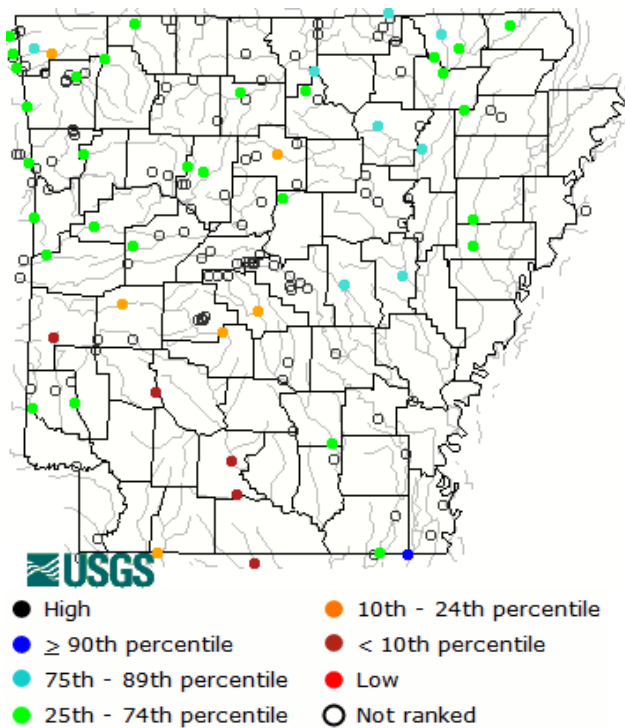 USGS
High
≥ 90th percentile
75th - 89th percentile
25th - 74th percentile
10th - 24th percentile
< 10th percentile
Low
Not ranked